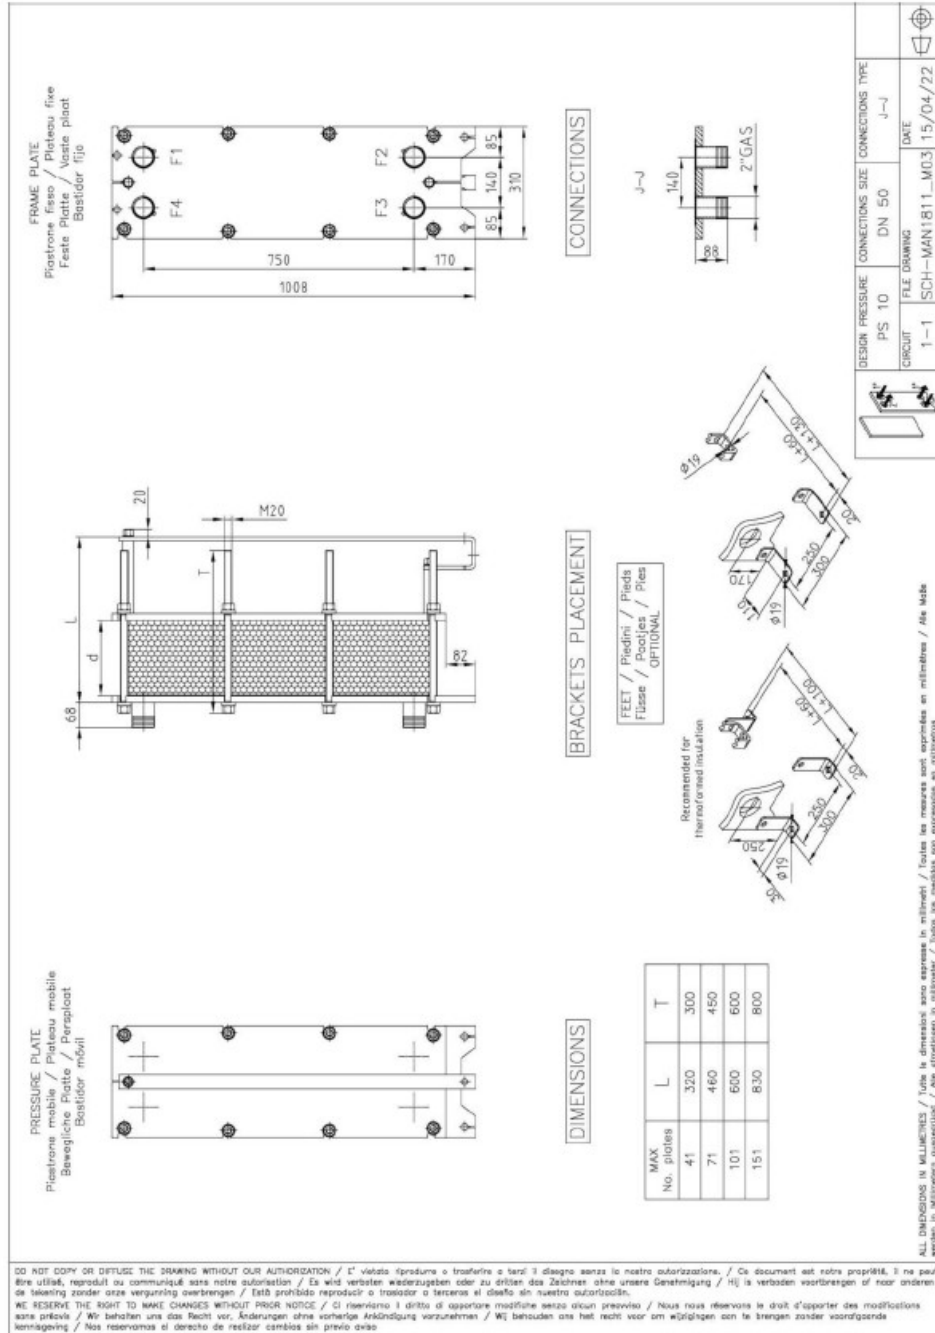 FRAME PLATE
Piastrone fisso / Plateau fixe
Feste Platte / Vaste plaat
Bastidor fijo
F1
F2
F4
F3
85
140
85
310
750
170
1008
CONNECTIONS
J-J
140
2"GAS
88
DESIGN PRESSURE
CONNECTIONS SIZE
CONNECTIONS TYPE
PS 10
DN 50
J-J
CIRCUIT
FILE DRAWING
DATE
1-1
SCH-MAN1811_M03
15/04/22
20
M20
L
T
d
68
82
BRACKETS PLACEMENT
FEET / Piedini / Pieds
Füsse / Pootjes / Pies
OPTIONAL
Ø19
L+130
L+60
20
170
110
250
300
Ø19
Recommended for
thermoformed insulation
L+100
L+60
20
250
250
300
Ø19
30
PRESSURE PLATE
Piastrone mobile / Plateau mobile
Bewegliche Platte / Persplaat
Bastidor móvil
DIMENSIONS
MAX No. plates L T
41 320 300
71 460 450
101 600 600
151 830 800
ALL DIMENSIONS IN MILLIMETRES / Tutte le dimensioni sono espresse in millimetri / Toutes les mesures sont exprimées en millimètres / Alle Maße
DO NOT COPY OR DIFFUSE THE DRAWING WITHOUT OUR AUTHORIZATION / E' vietato riprodurre o trasferire a terzi il disegno senza la nostra autorizzazione. / Ce document est notre propriété, il ne peut
être utilisé, reproduit ou communiqué sans notre autorisation / Es wird verboten wiederzugeben oder zu dritten das Zeichnen ohne unsere Genehmigung / Hij is verboden voortbrengen of naar anderen
de tekening zonder onze vergunning overbrengen / Está prohibido reproducir o trasladar a terceros el diseño sin nuestra autorización.
WE RESERVE THE RIGHT TO MAKE CHANGES WITHOUT PRIOR NOTICE / Ci riserviamo il diritto di apportare modifiche senza alcun preavviso / Nous nous réservons le droit d'apporter des modifications
sans préavis / Wir behalten uns das Recht vor, Änderungen ohne vorherige Ankündigung vorzunehmen / Wij behouden ons het recht voor om wijzigingen aan te brengen zonder voorafgaande
kennisgeving / Nos reservamos el derecho de realizar cambios sin previo aviso